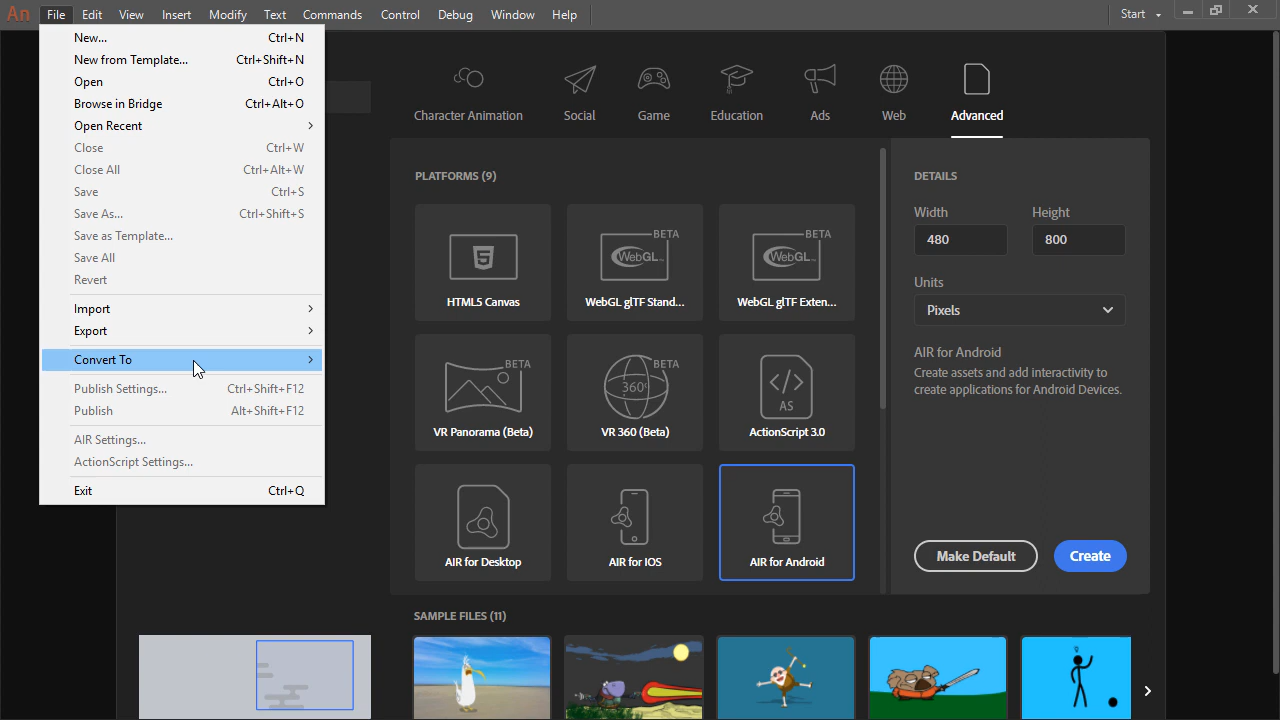 An File Edit View Insert Modify Text Commands Control Debug Window Help Start
New... Ctrl+N
New from Template... Ctrl+Shift+N
Open Ctrl+O
Browse in Bridge Ctrl+Alt+O
Open Recent
Close Ctrl+W
Close All Ctrl+Alt+W
Save Ctrl+S
Save As... Ctrl+Shift+S
Save as Template...
Save All
Revert
Import
Export
Convert To
Publish Settings... Ctrl+Shift+F12
Publish Alt+Shift+F12
AIR Settings...
ActionScript Settings...
Exit Ctrl+Q
Character Animation Social Game Education Ads Web Advanced
PLATFORMS (9)
5
HTML5 Canvas
BETA
WebGL
WebGL glTF Stand...
BETA
WebGL
WebGL glTF Exten...
BETA
VR Panorama (Beta)
BETA
360°
VR 360 (Beta)
AS
ActionScript 3.0
AIR for Desktop
AIR for IOS
AIR for Android
DETAILS
Width Height
480 800
Units
Pixels
AIR for Android
Create assets and add interactivity to
create applications for Android Devices.
Make Default Create
SAMPLE FILES (11)